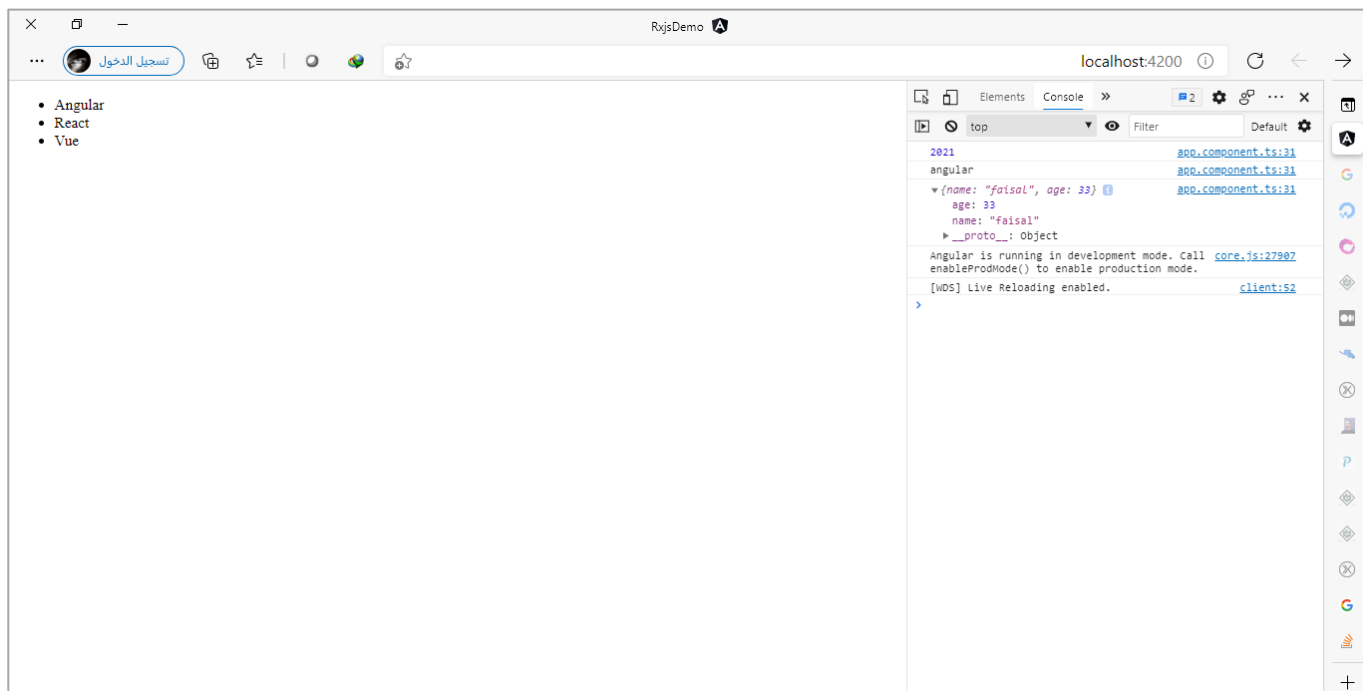 RxjsDemo
تسجيل الدخول
localhost:4200
Angular
React
Vue
Elements Console 2
top Filter Default
2021 app.component.ts:31
angular app.component.ts:31
{name: "faisal", age: 33} app.component.ts:31
age: 33
name: "faisal"
__proto__: Object
Angular is running in development mode. Call core.js:27907
enableProdMode() to enable production mode.
[WDS] Live Reloading enabled. client:52